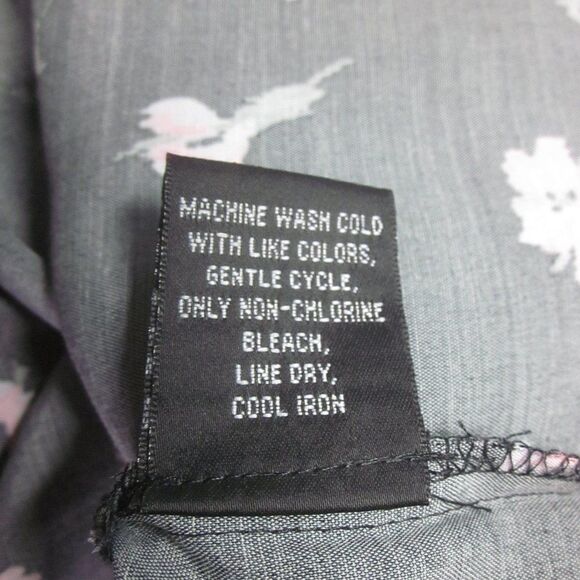 MACHINE WASH COLD
WITH LIKE COLORS,
GENTLE CYCLE,
ONLY NON-CHLORINE
BLEACH,
LINE DRY,
COOL IRON